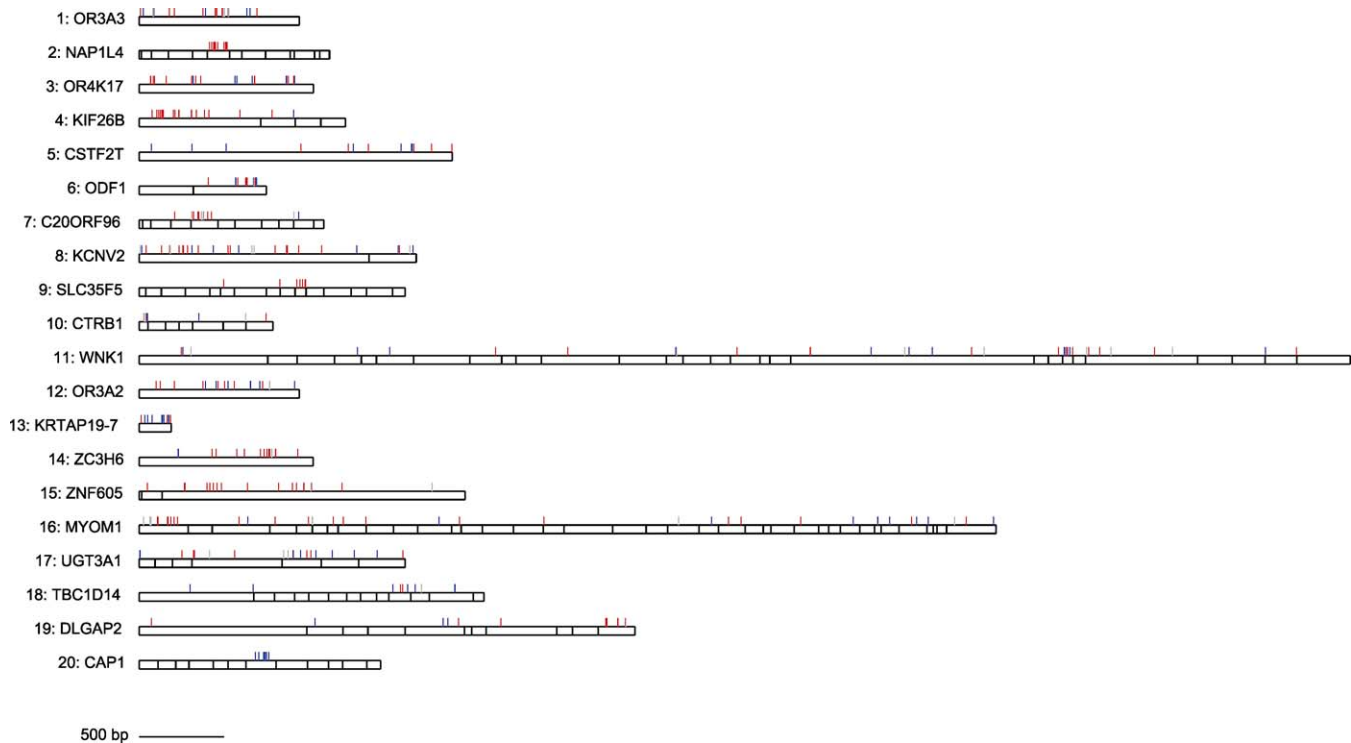 1: OR3A3
2: NAP1L4
3: OR4K17
4: KIF26B
5: CSTF2T
6: ODF1
7: C20ORF96
8: KCNV2
9: SLC35F5
10: CTRB1
11: WNK1
12: OR3A2
13: KRTAP19-7
14: ZC3H6
15: ZNF605
16: MYOM1
17: UGT3A1
18: TBC1D14
19: DLGAP2
20: CAP1
500 bp